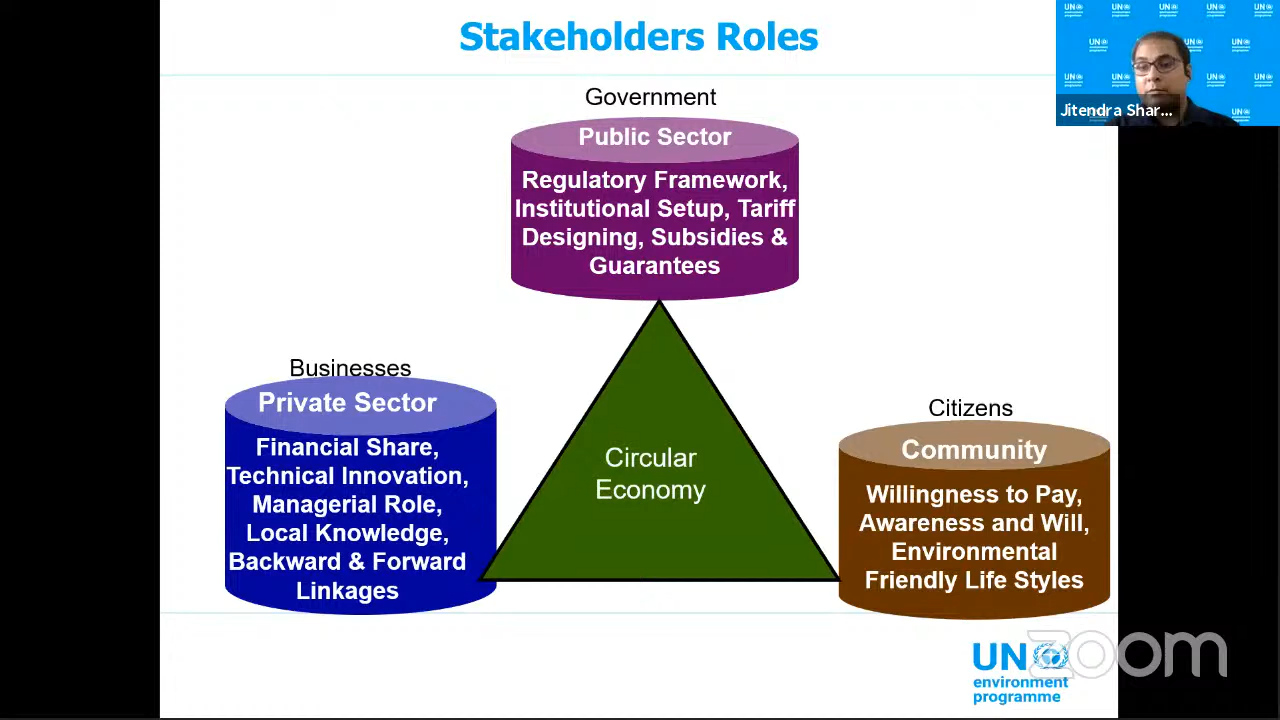 Stakeholders Roles
Jitendra Shar...
Government
Public Sector
Regulatory Framework,
Institutional Setup, Tariff
Designing, Subsidies &
Guarantees
Businesses
Private Sector
Financial Share,
Technical Innovation,
Managerial Role,
Local Knowledge,
Backward & Forward
Linkages
Circular
Economy
Citizens
Community
Willingness to Pay,
Awareness and Will,
Environmental
Friendly Life Styles
UN
environment
programme
zoom